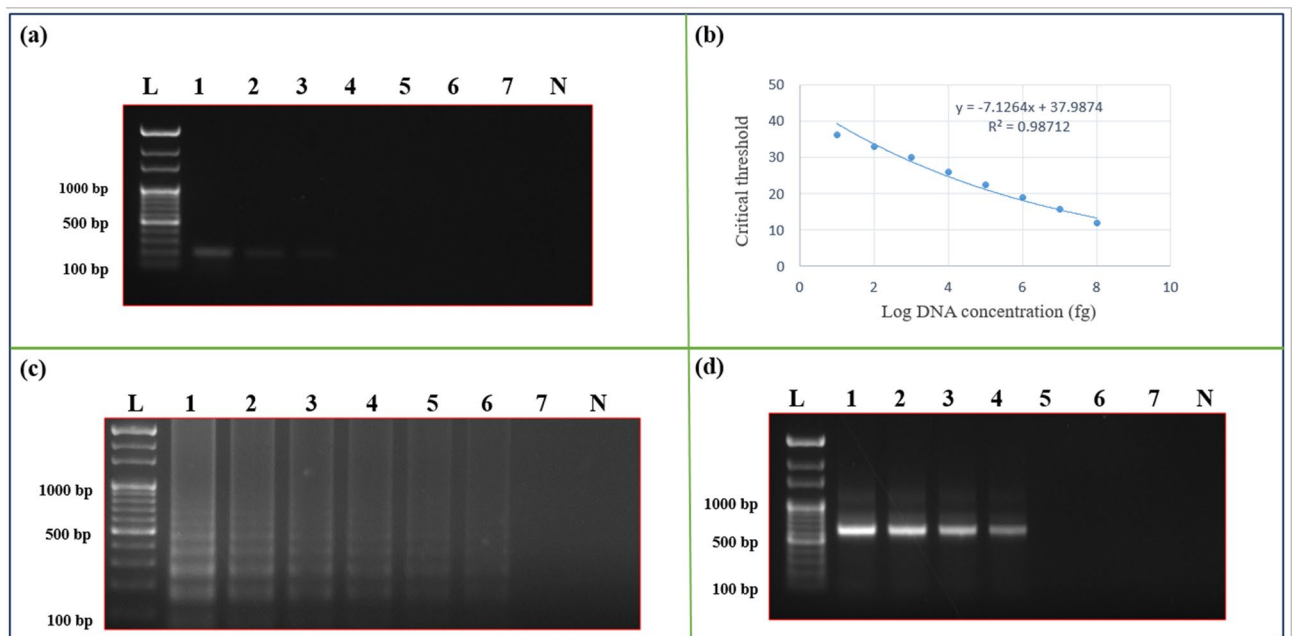 (a)
L 1 2 3 4 5 6 7 N
1000 bp
500 bp
100 bp
(b)
50
40
30
20
10
0
y = -7.1264x + 37.9874
R² = 0.98712
Critical threshold
0 2 4 6 8 10
Log DNA concentration (fg)
(c)
L 1 2 3 4 5 6 7 N
1000 bp
500 bp
100 bp
(d)
L 1 2 3 4 5 6 7 N
1000 bp
500 bp
100 bp